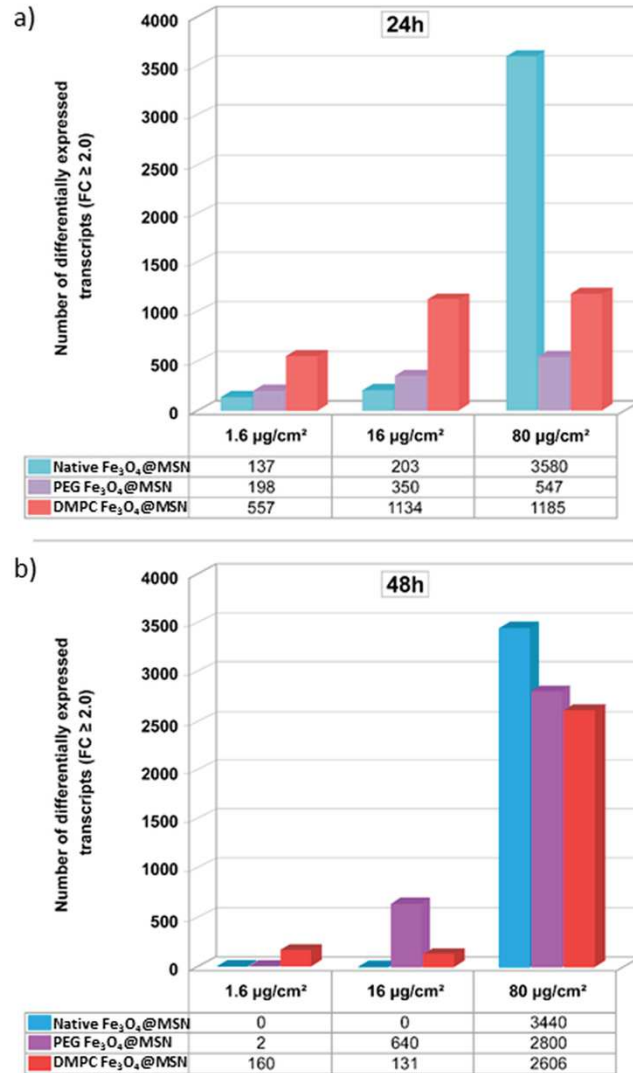 a)
24h
Number of differentially expressed
transcripts (FC ≥ 2.0)
4000
3500
3000
2500
2000
1500
1000
500
0
1.6 µg/cm² 16 µg/cm² 80 µg/cm²
Native Fe₃O₄@MSN 137 203 3580
PEG Fe₃O₄@MSN 198 350 547
DMPC Fe₃O₄@MSN 557 1134 1185
b)
48h
Number of differentially expressed
transcripts (FC ≥ 2.0)
4000
3500
3000
2500
2000
1500
1000
500
0
1.6 µg/cm² 16 µg/cm² 80 µg/cm²
Native Fe₃O₄@MSN 0 0 3440
PEG Fe₃O₄@MSN 2 640 2800
DMPC Fe₃O₄@MSN 160 131 2606